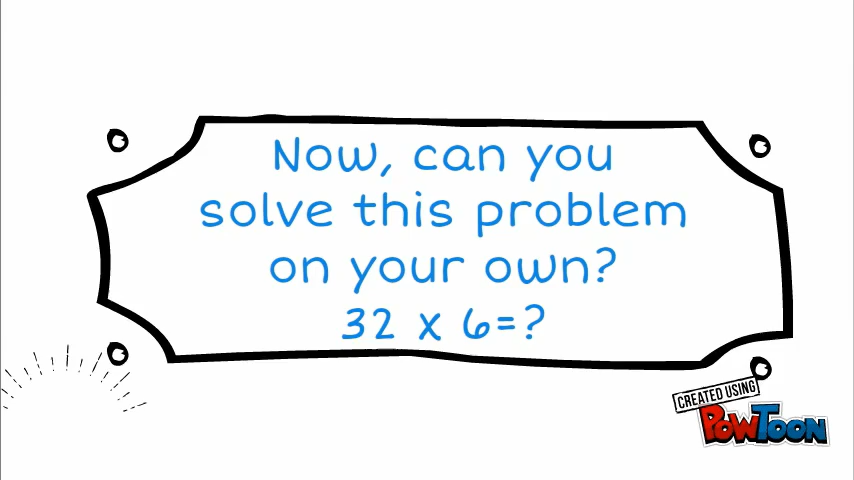 Now, can you
solve this problem
on your own?
32 x 6=?
CREATED USING
POWTOON